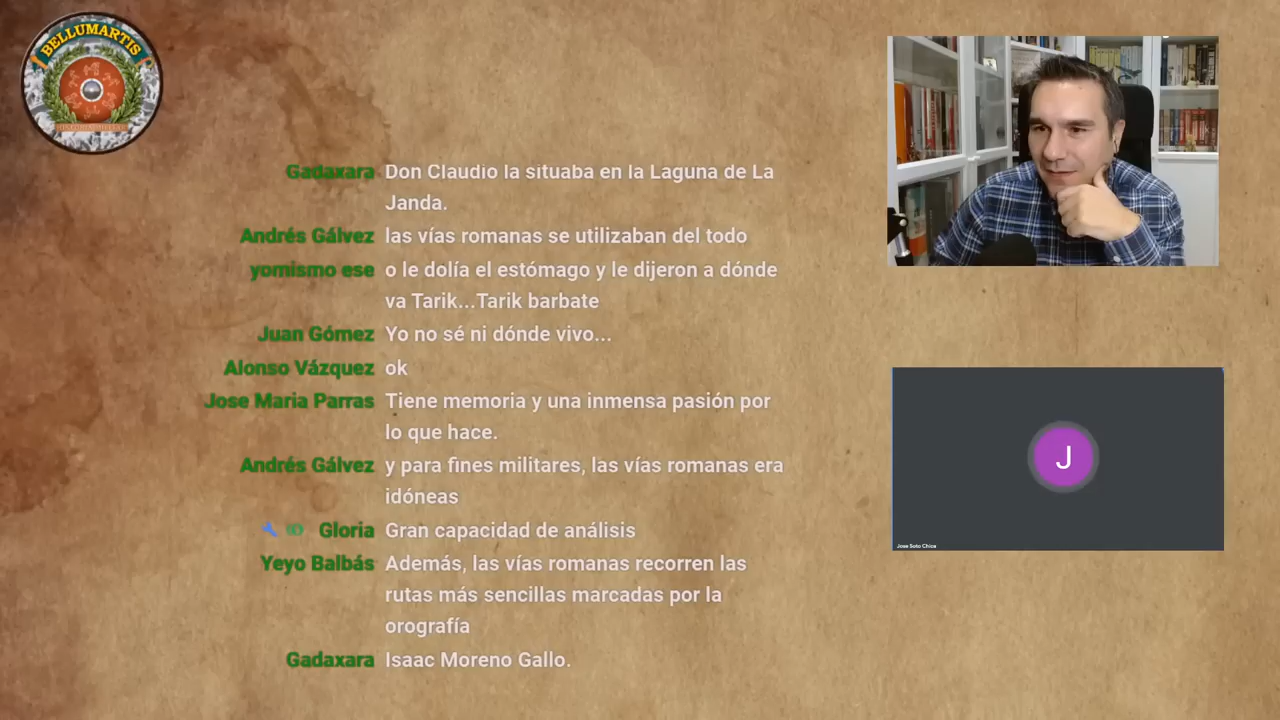 BELLUMARTIS
Gadaxara Don Claudio la situaba en la Laguna de La
Janda.
Andrés Gálvez las vías romanas se utilizaban del todo
yomismo ese o le dolía el estómago y le dijeron a dónde
va Tarik...Tarik barbate
Juan Gómez Yo no sé ni dónde vivo...
Alonso Vázquez ok
Jose Maria Parras Tiene memoria y una inmensa pasión por
lo que hace.
Andrés Gálvez y para fines militares, las vías romanas era
idóneas
Gloria Gran capacidad de análisis
Yeyo Balbás Además, las vías romanas recorren las
rutas más sencillas marcadas por la
orografía
Gadaxara Isaac Moreno Gallo.
J
Jose Soto Chica